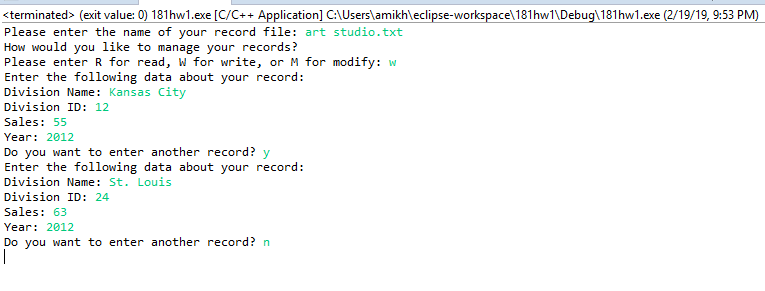 <terminated> (exit value: 0) 181hw1.exe [C/C++ Application] C:\Users\amikh\eclipse-workspace\181hw1\Debug\181hw1.exe (2/19/19, 9:53 PM)
Please enter the name of your record file: art studio.txt
How would you like to manage your records?
Please enter R for read, W for write, or M for modify: w
Enter the following data about your record:
Division Name: Kansas City
Division ID: 12
Sales: 55
Year: 2012
Do you want to enter another record? y
Enter the following data about your record:
Division Name: St. Louis
Division ID: 24
Sales: 63
Year: 2012
Do you want to enter another record? n